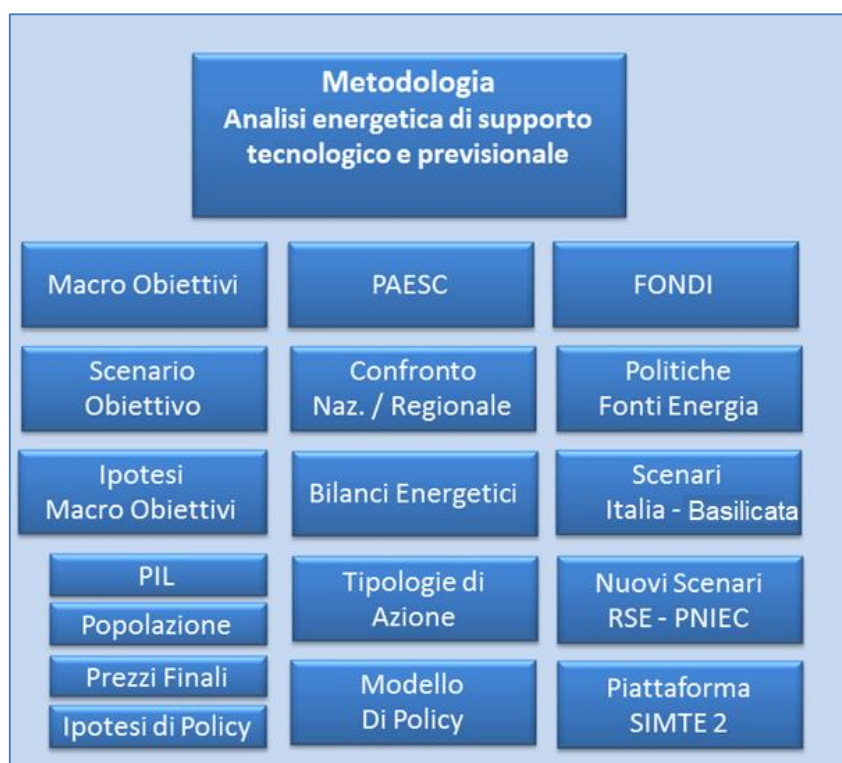 Metodologia
Analisi energetica di supporto
tecnologico e previsionale
Macro Obiettivi
PAESC
FONDI
Scenario
Obiettivo
Confronto
Naz. / Regionale
Politiche
Fonti Energia
Ipotesi
Macro Obiettivi
Bilanci Energetici
Scenari
Italia - Basilicata
PIL
Popolazione
Prezzi Finali
Ipotesi di Policy
Tipologie di
Azione
Nuovi Scenari
RSE - PNIEC
Modello
Di Policy
Piattaforma
SIMTE 2